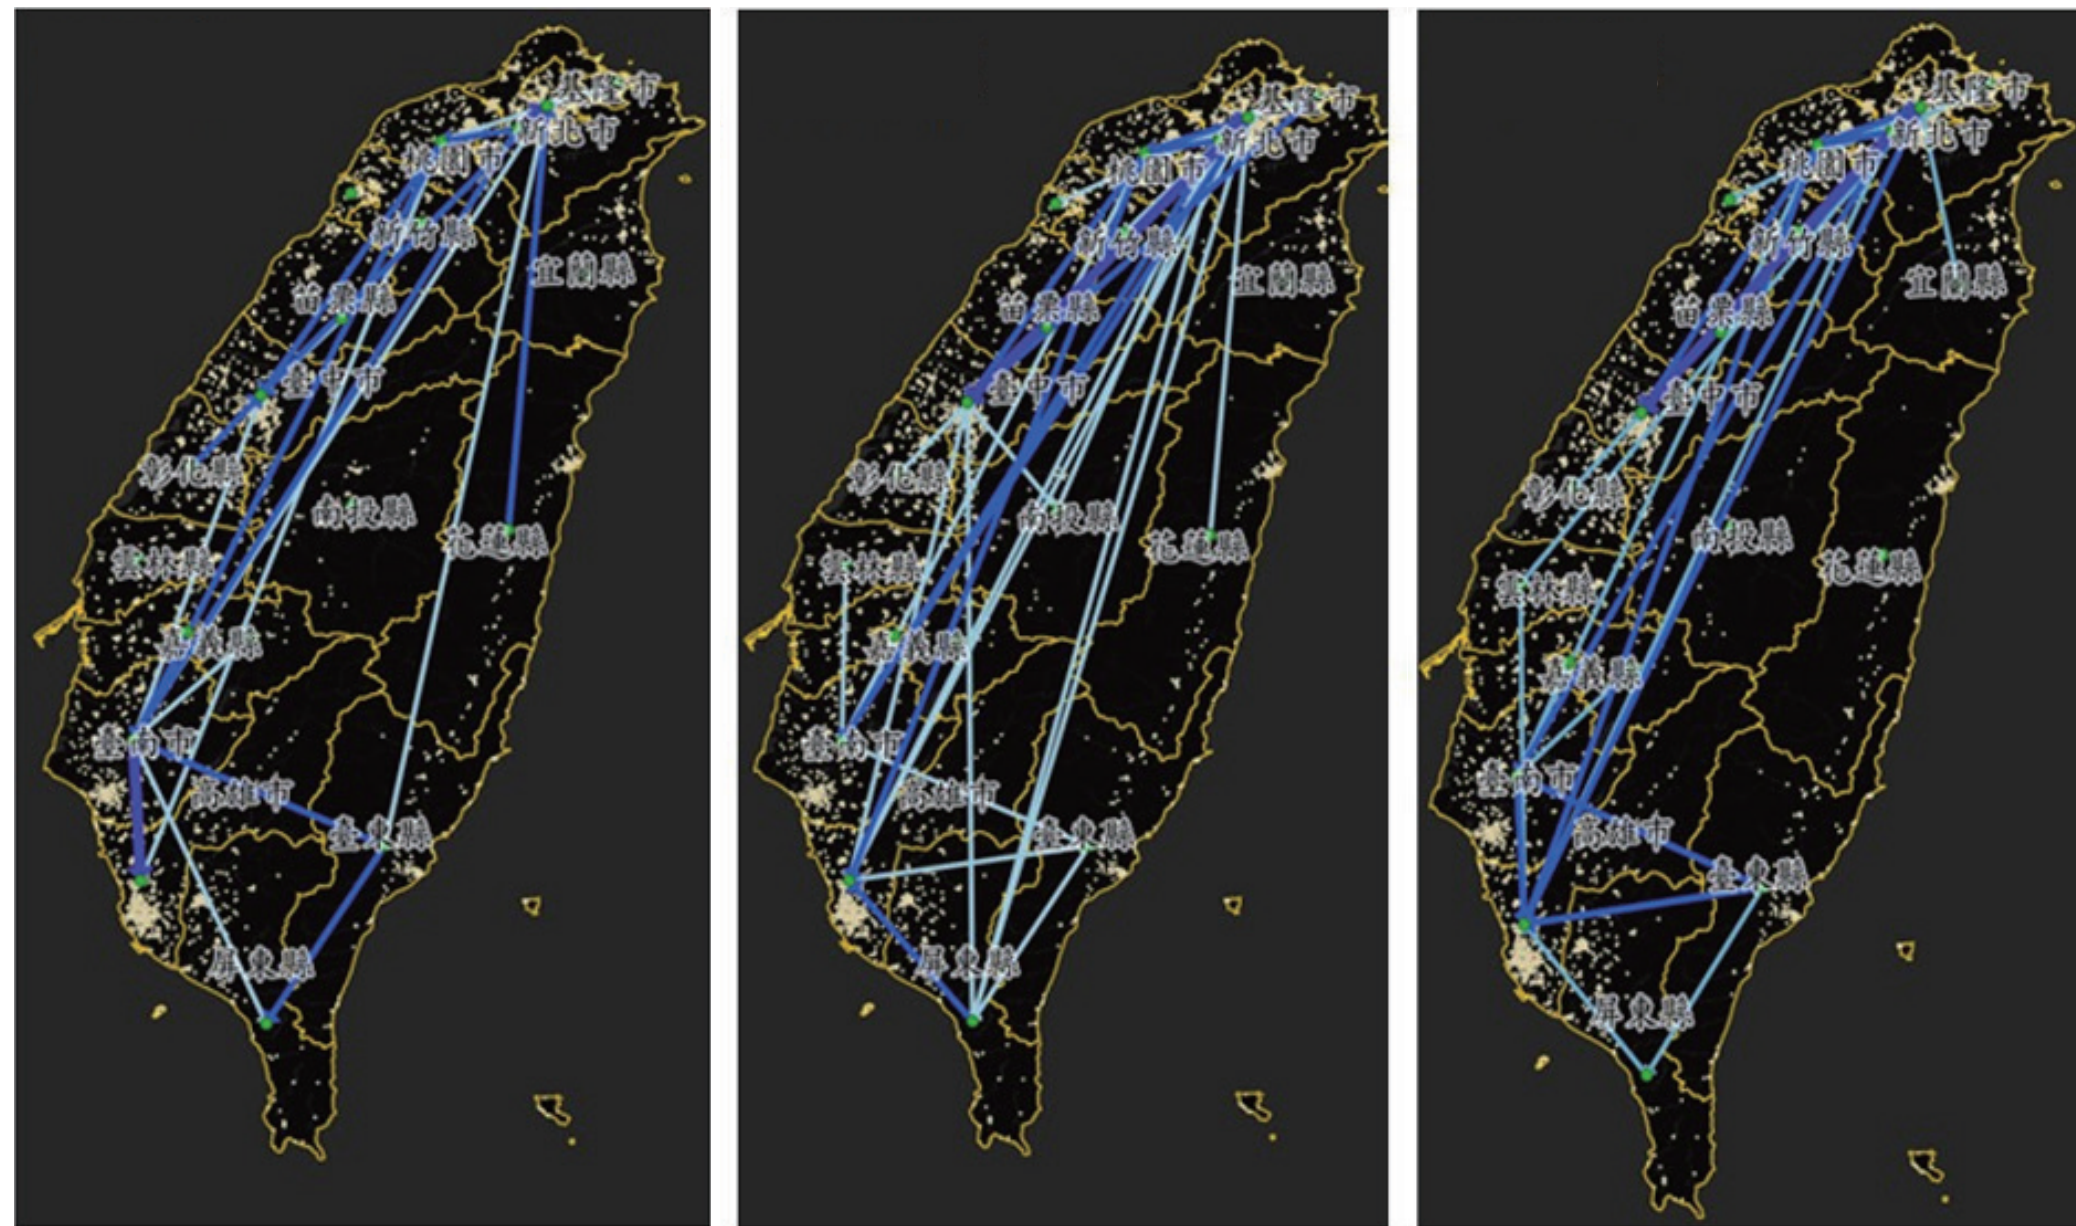 基隆市
新北市
桃園市
新竹縣
宜蘭縣
苗栗縣
臺中市
彰化縣
南投縣
花蓮縣
雲林縣
嘉義縣
臺南市
高雄市
臺東縣
屏東縣
基隆市
新北市
桃園市
新竹縣
宜蘭縣
苗栗縣
臺中市
彰化縣
南投縣
花蓮縣
雲林縣
嘉義縣
臺南市
高雄市
臺東縣
屏東縣
基隆市
新北市
桃園市
新竹縣
宜蘭縣
苗栗縣
臺中市
彰化縣
南投縣
花蓮縣
雲林縣
嘉義縣
臺南市
高雄市
臺東縣
屏東縣